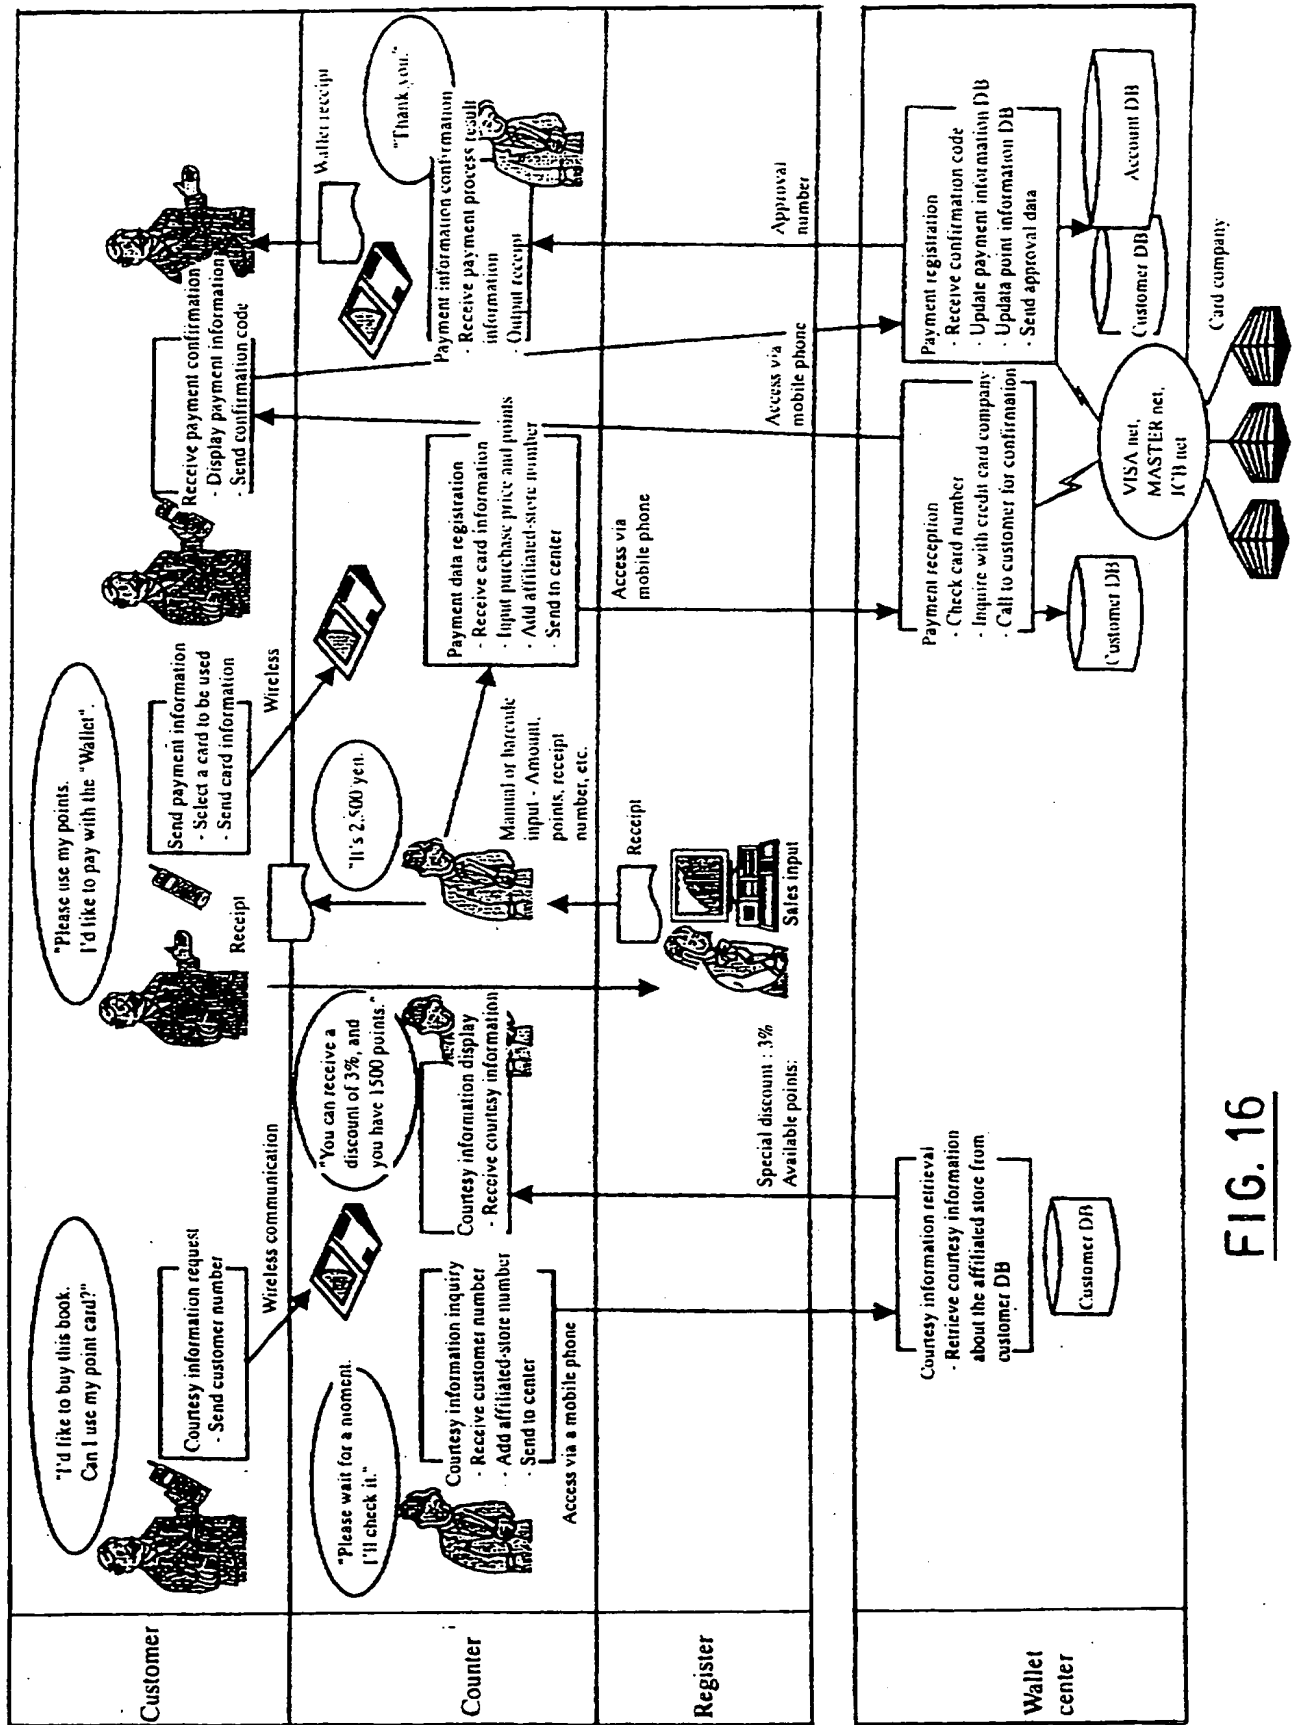 Customer
"I'd like to buy this book.
Can I use my point card?"
Courtesy information request
- Send customer number
Wireless communication
"Please use my points.
I'd like to pay with the "Wallet".
Receipt
Send payment information
- Select a card to be used
- Send card information
Wireless
Receive payment confirmation
- Display payment information
- Send confirmation code
Counter
"Please wait for a moment.
I'll check it."
Courtesy information inquiry
- Receive customer number
- Add affiliated-store number
- Send to center
Access via a mobile phone
"You can receive a
discount of 3%, and
you have 1500 points."
Courtesy information display
- Receive courtesy information
"It's 2,500 yen.
Manual or barcode
input - Amount,
points, receipt
number, etc.
Payment data registration
- Receive card information
- Input purchase price and points
- Add affiliated-store number
- Send to center
Wallet receipt
"Thank you."
Payment information confirmation
- Receive payment process result
information
- Output receipt
Register
Special discount : 3%
Available points:
Receipt
Sales input
Access via
mobile phone
Access via
mobile phone
Approval
number
Wallet
center
Courtesy information retrieval
- Retrieve courtesy information
about the affiliated store from
customer DB
Customer DB
Payment reception
- Check card number
- Inquire with credit card company
- Call to customer for confirmation
Customer DB
Payment registration
- Receive confirmation code
- Update payment information DB
- Updata point information DB
- Send approval data
Customer DB
Account DB
VISA net,
MASTER net,
JCB net
Card company
FIG. 16